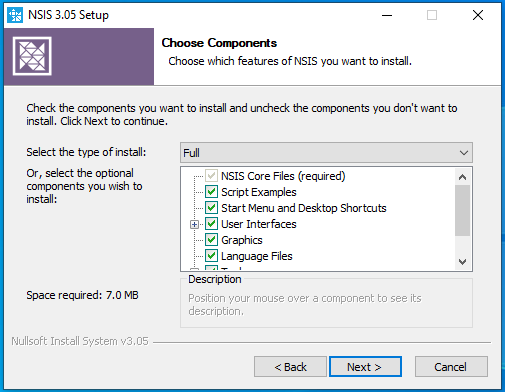 NSIS 3.05 Setup
Choose Components
Choose which features of NSIS you want to install.
Check the components you want to install and uncheck the components you don't want to
install. Click Next to continue.
Select the type of install:
Full
Or, select the optional
components you wish to
install:
NSIS Core Files (required)
Script Examples
Start Menu and Desktop Shortcuts
User Interfaces
Graphics
Language Files
Space required: 7.0 MB
Description
Position your mouse over a component to see its
description.
Nullsoft Install System v3.05
< Back
Next >
Cancel